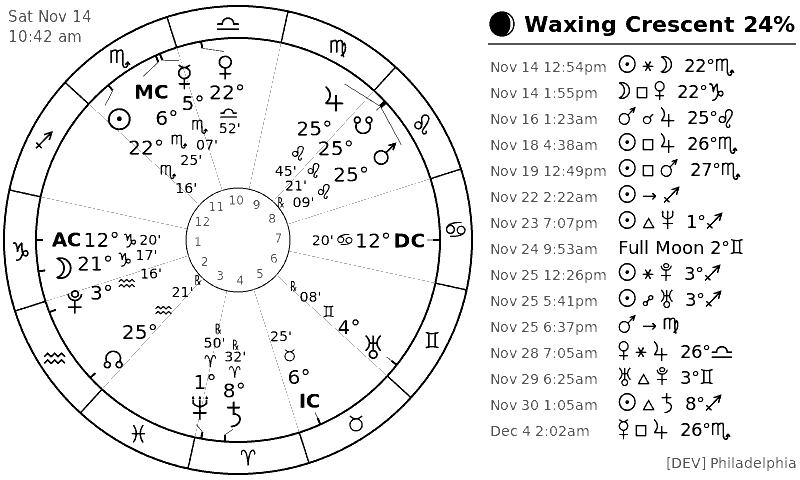 Sat Nov 14
10:42 am
Waxing Crescent 24%
Nov 14 12:54pm ☉ ⚹ ☽ 22°♏
Nov 14 1:55pm ☽ □ ♀ 22°♑
Nov 16 1:23am ♂ ☌ ♃ 25°♌
Nov 18 4:38am ☉ □ ♃ 26°♏
Nov 19 12:49pm ☉ □ ♂ 27°♏
Nov 22 2:22am ☉ → ♐
Nov 23 7:07pm ☉ △ ♆ 1°♐
Nov 24 9:53am Full Moon 2°♊
Nov 25 12:26pm ☉ ⚹ ⯓ 3°♐
Nov 25 5:41pm ☉ ☍ ♅ 3°♐
Nov 25 6:37pm ♂ → ♍
Nov 28 7:05am ♀ ⚹ ♃ 26°♎
Nov 29 6:25am ♅ △ ⯓ 3°♊
Nov 30 1:05am ☉ △ ♄ 8°♐
Dec 4 2:02am ☿ □ ♃ 26°♏
[DEV] Philadelphia
♎
♏
♍
♐
♌
♑
♋
♒
♊
♓
♈
♉
MC 6° ♏ 25'
☿ 5° ♏ 07'
♀ 22° ♎ 52'
☉ 22° ♏ 16'
♃ 25° ♌ 45'
☋ 25° ♌ 21' ℞
♂ 25° ♌ 09'
AC 12° ♑ 20'
☽ 21° ♑ 17'
⯓ 3° ♒ 16'
☊ 25° ♒ 21' ℞
♆ 1° ♈ 50' ℞
♄ 8° ♈ 32' ℞
IC 6° ♉ 25'
♅ 4° ♊ 08' ℞
20' ♋ 12° DC
1
2
3
4
5
6
7
8
9
10
11
12